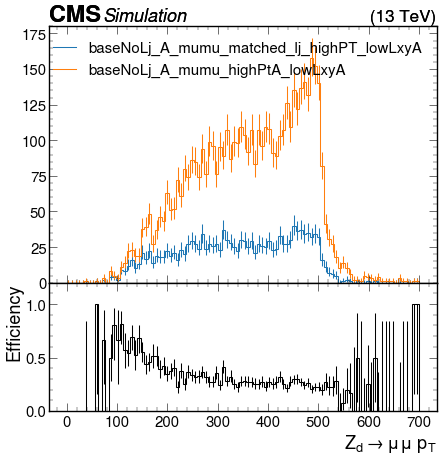 CMS Simulation (13 TeV)
175
baseNoLj_A_mumu_matched_lj_highPT_lowLxyA
150
baseNoLj_A_mumu_highPtA_lowLxyA
125
100
75
50
25
0
Efficiency
1.0
0.5
0.0
0 100 200 300 400 500 600 700
Z_d → μ μ p_T